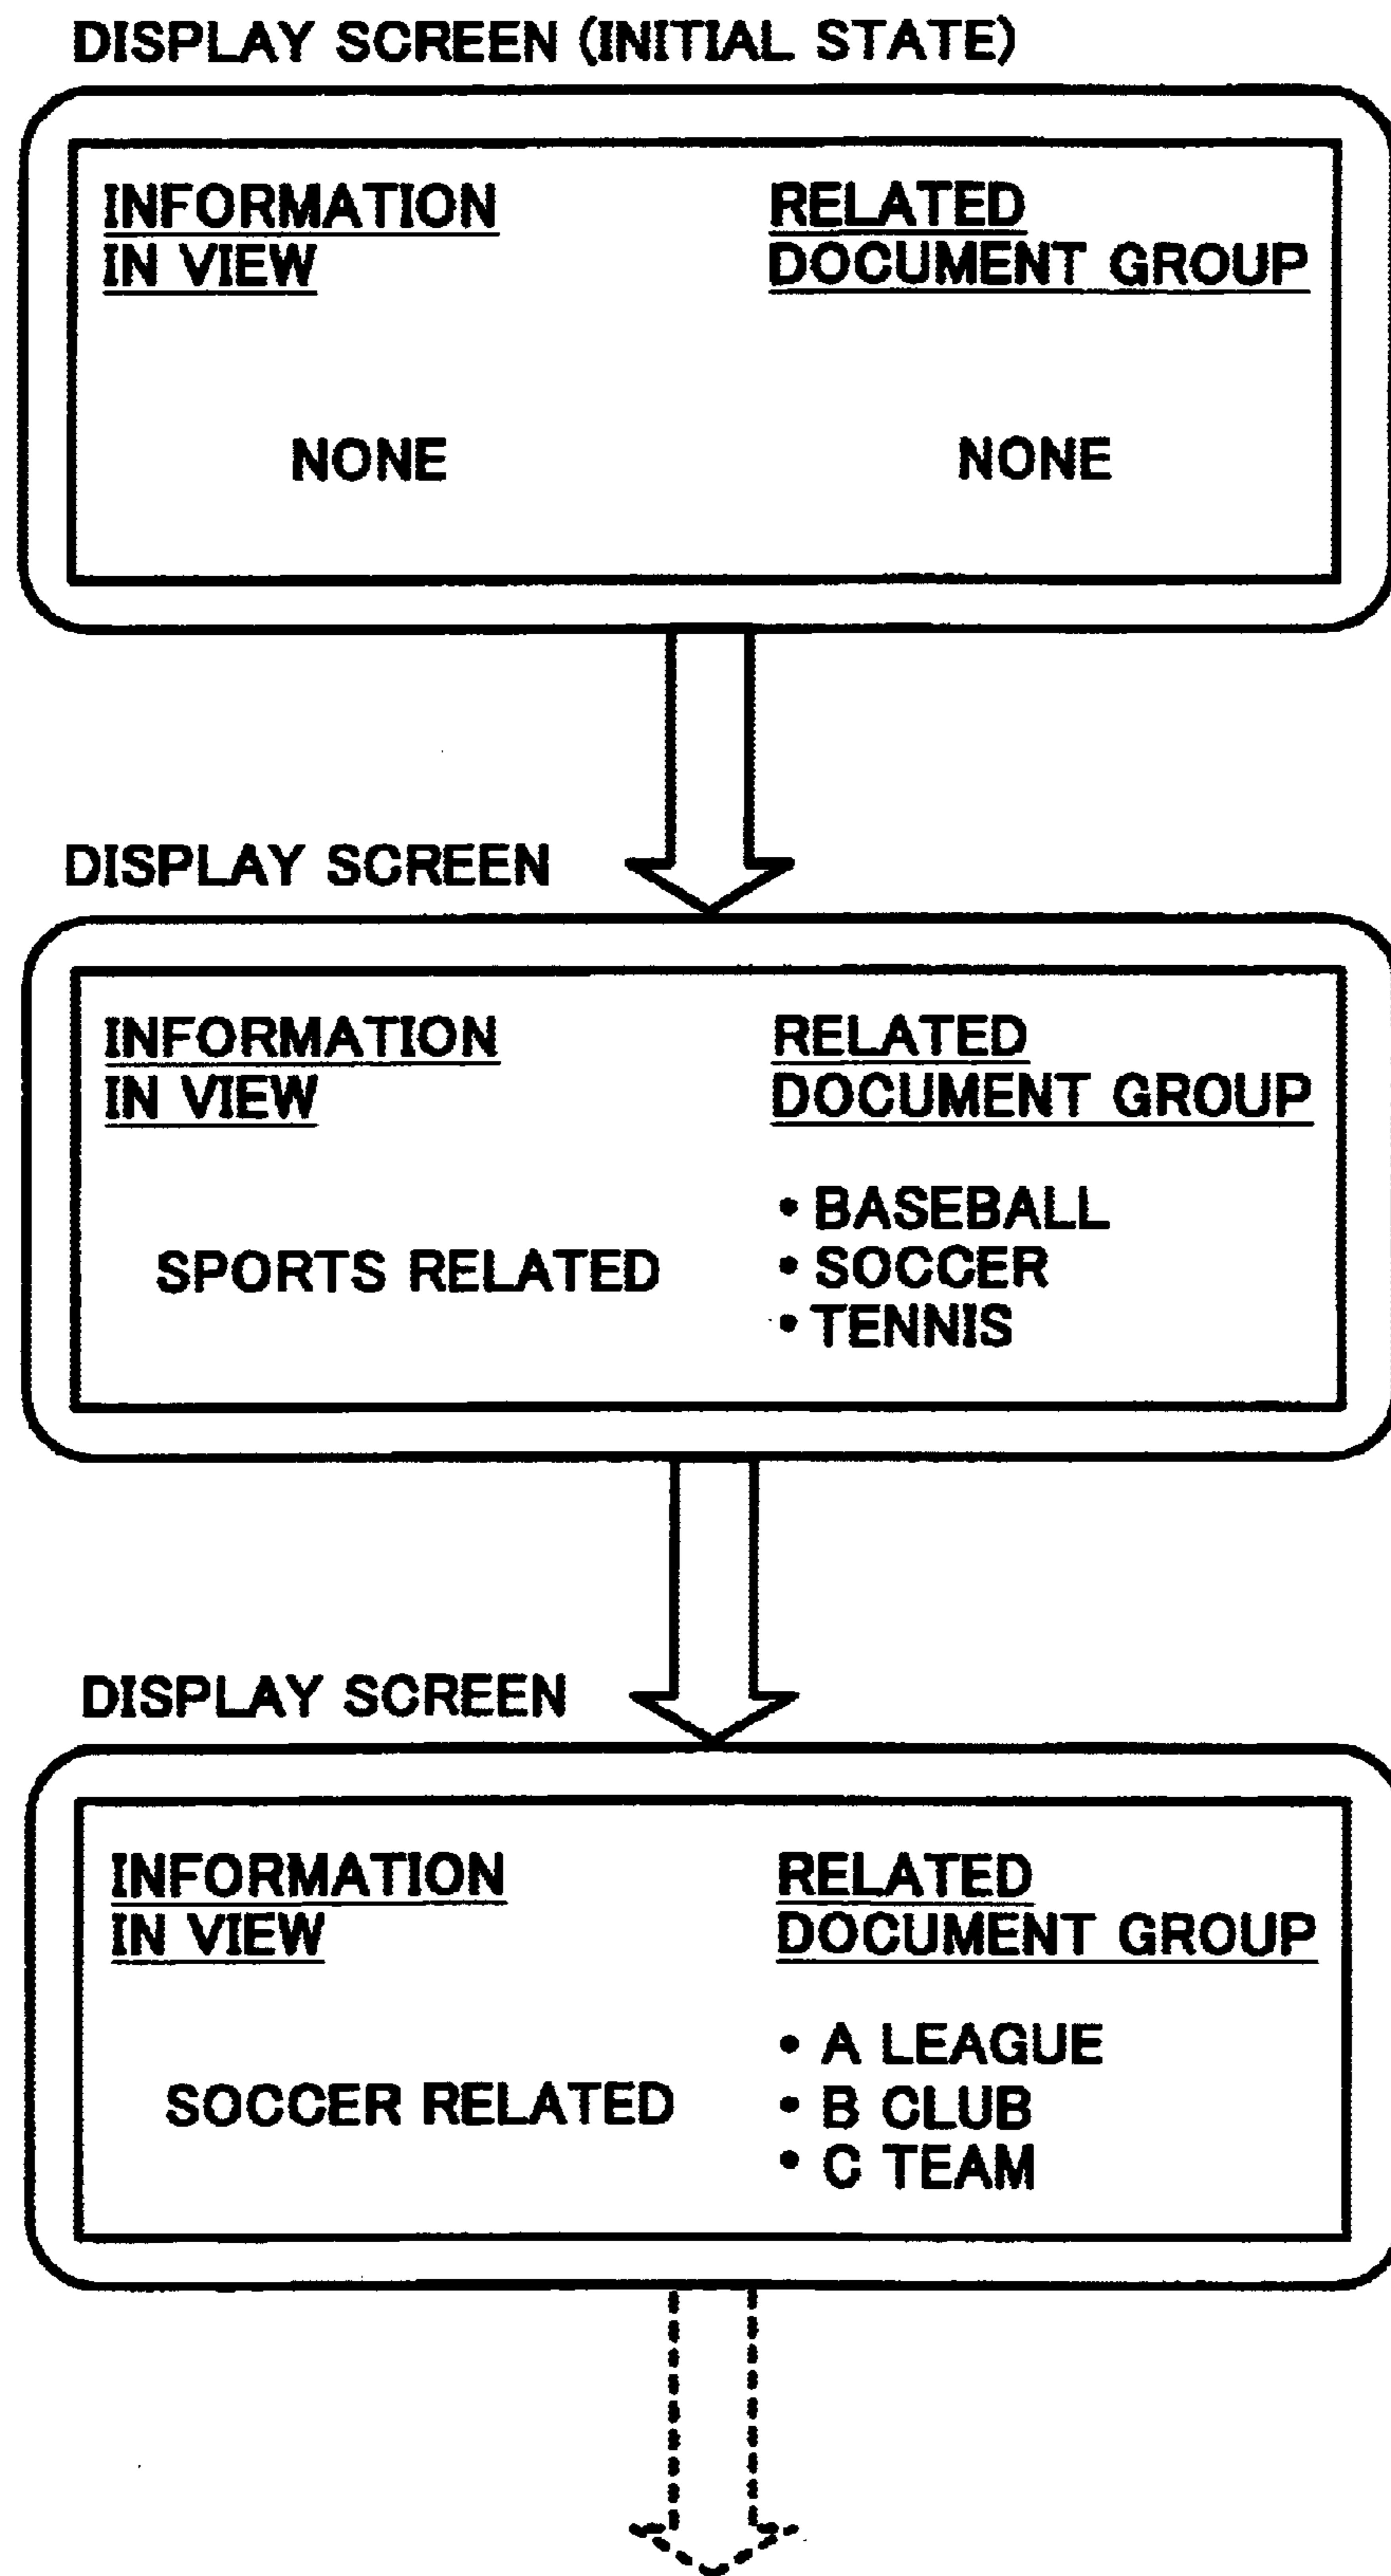 DISPLAY SCREEN (INITIAL STATE)
INFORMATION
IN VIEW
RELATED
DOCUMENT GROUP
NONE
NONE
DISPLAY SCREEN
INFORMATION
IN VIEW
RELATED
DOCUMENT GROUP
SPORTS RELATED
• BASEBALL
• SOCCER
• TENNIS
DISPLAY SCREEN
INFORMATION
IN VIEW
RELATED
DOCUMENT GROUP
SOCCER RELATED
• A LEAGUE
• B CLUB
• C TEAM